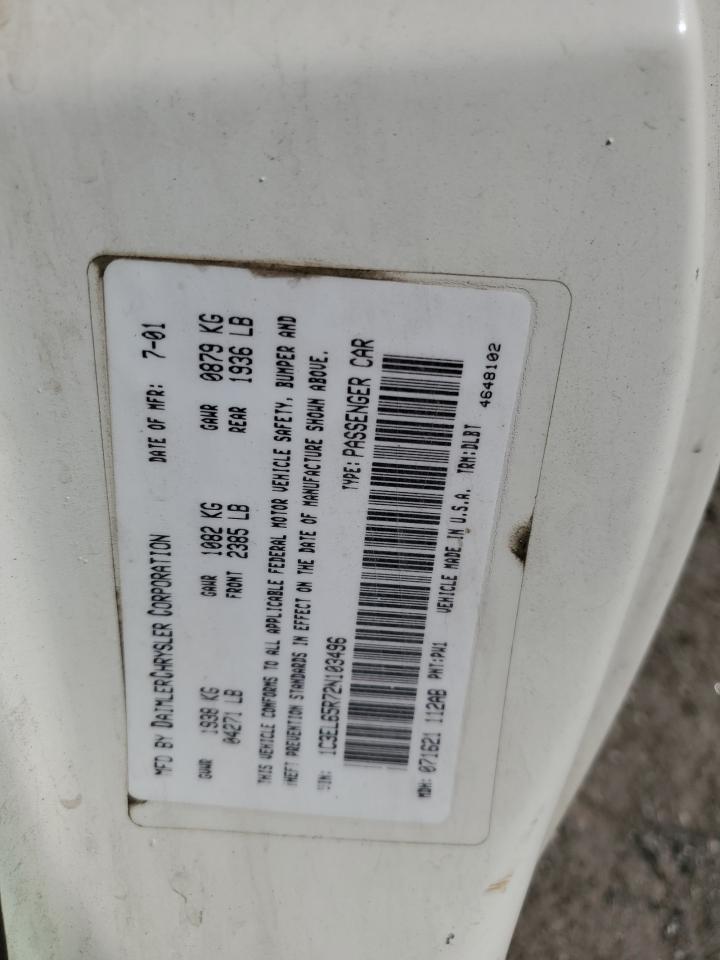 MFD BY DAIMLERCHRYSLER CORPORATION DATE OF MFR: 7-01
GVWR 1938 KG GAWR 1082 KG GAWR 0879 KG
04271 LB FRONT 2385 LB REAR 1936 LB
THIS VEHICLE CONFORMS TO ALL APPLICABLE FEDERAL MOTOR VEHICLE SAFETY, BUMPER AND
THEFT PREVENTION STANDARDS IN EFFECT ON THE DATE OF MANUFACTURE SHOWN ABOVE.
VIN: 1C3EL65R72N103496 TYPE: PASSENGER CAR
MDH: 071621 112AB PNT:PW1 VEHICLE MADE IN U.S.A. TRM:DLBT
4648102